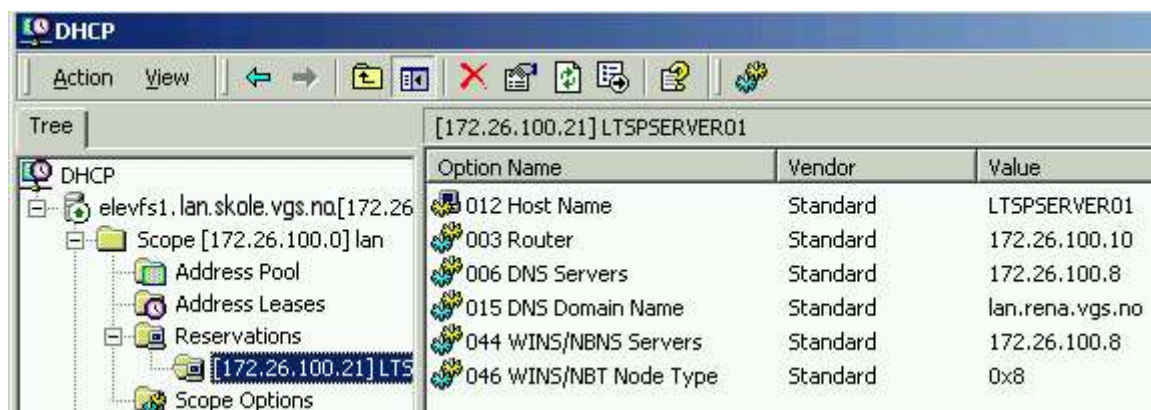 DHCP
Action View
Tree
[172.26.100.21] LTSPSERVER01
DHCP
elevfs1.lan.skole.vgs.no[172.26
Scope [172.26.100.0] lan
Address Pool
Address Leases
Reservations
[172.26.100.21] LTS
Scope Options
Option Name Vendor Value
012 Host Name Standard LTSPSERVER01
003 Router Standard 172.26.100.10
006 DNS Servers Standard 172.26.100.8
015 DNS Domain Name Standard lan.rena.vgs.no
044 WINS/NBNS Servers Standard 172.26.100.8
046 WINS/NBT Node Type Standard 0x8